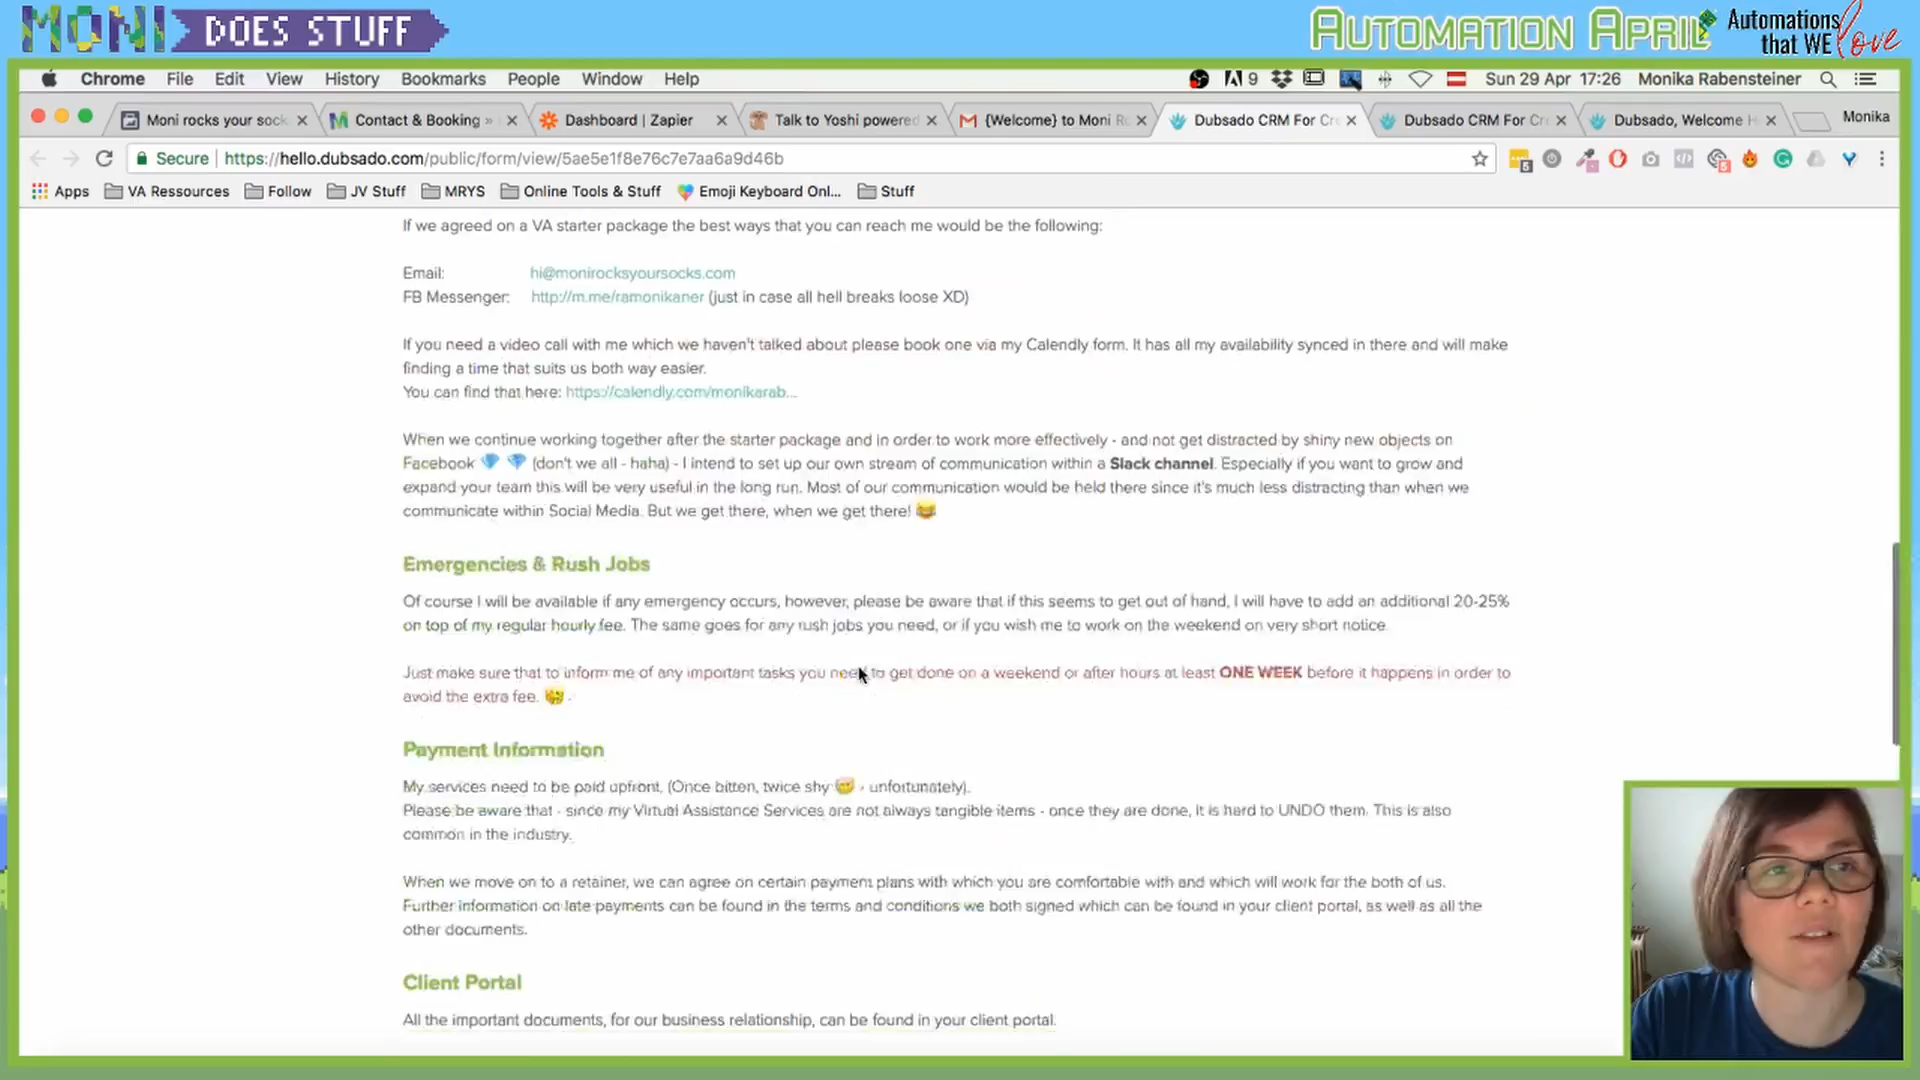 MONI DOES STUFF
AUTOMATION APRIL
Automations
that WE love
Chrome File Edit View History Bookmarks People Window Help
9
Sun 29 Apr 17:26 Monika Rabensteiner
Moni rocks your sock
Contact & Booking »
Dashboard | Zapier
Talk to Yoshi powered
{Welcome} to Moni R
Dubsado CRM For Cr
Dubsado CRM For Cr
Dubsado, Welcome H
Monika
Secure https://hello.dubsado.com/public/form/view/5ae5e1f8e76c7e7aa6a9d46b
Apps VA Ressources Follow JV Stuff MRYS Online Tools & Stuff Emoji Keyboard Onl... Stuff
If we agreed on a VA starter package the best ways that you can reach me would be the following:
Email: hi@monirocksyoursocks.com
FB Messenger: http://m.me/ramonikaner (just in case all hell breaks loose XD)
If you need a video call with me which we haven't talked about please book one via my Calendly form. It has all my availability synced in there and will make
finding a time that suits us both way easier.
You can find that here: https://calendly.com/monikarab...
When we continue working together after the starter package and in order to work more effectively - and not get distracted by shiny new objects on
Facebook 💎 💎 (don't we all - haha) - I intend to set up our own stream of communication within a Slack channel. Especially if you want to grow and
expand your team this will be very useful in the long run. Most of our communication would be held there since it's much less distracting than when we
communicate within Social Media. But we get there, when we get there! 😂
Emergencies & Rush Jobs
Of course I will be available if any emergency occurs, however, please be aware that if this seems to get out of hand, I will have to add an additional 20-25%
on top of my regular hourly fee. The same goes for any rush jobs you need, or if you wish me to work on the weekend on very short notice.
Just make sure that to inform me of any important tasks you need to get done on a weekend or after hours at least ONE WEEK before it happens in order to
avoid the extra fee.
Payment Information
My services need to be paid upfront, (Once bitten, twice shy - unfortunately).
Please be aware that - since my Virtual Assistance Services are not always tangible items - once they are done, it is hard to UNDO them. This is also
common in the industry.
When we move on to a retainer, we can agree on certain payment plans with which you are comfortable with and which will work for the both of us.
Further information on late payments can be found in the terms and conditions we both signed which can be found in your client portal, as well as all the
other documents.
Client Portal
All the important documents, for our business relationship, can be found in your client portal.